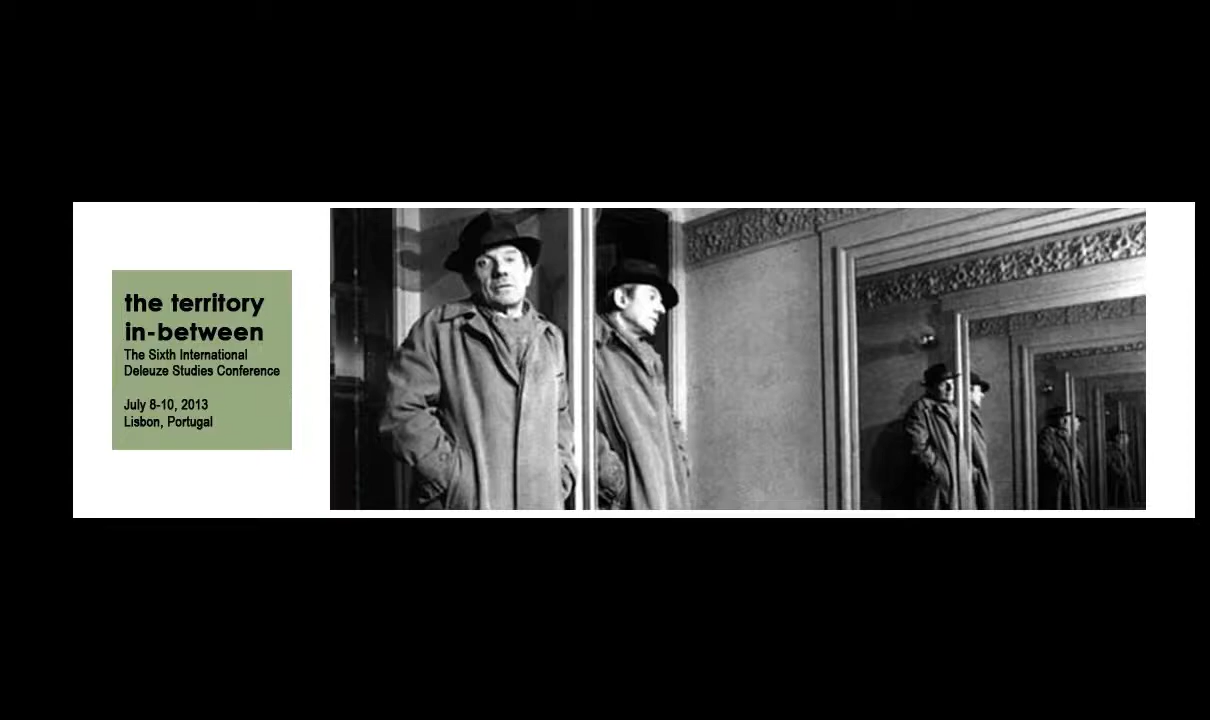 the territory
in-between
The Sixth International
Deleuze Studies Conference
July 8-10, 2013
Lisbon, Portugal